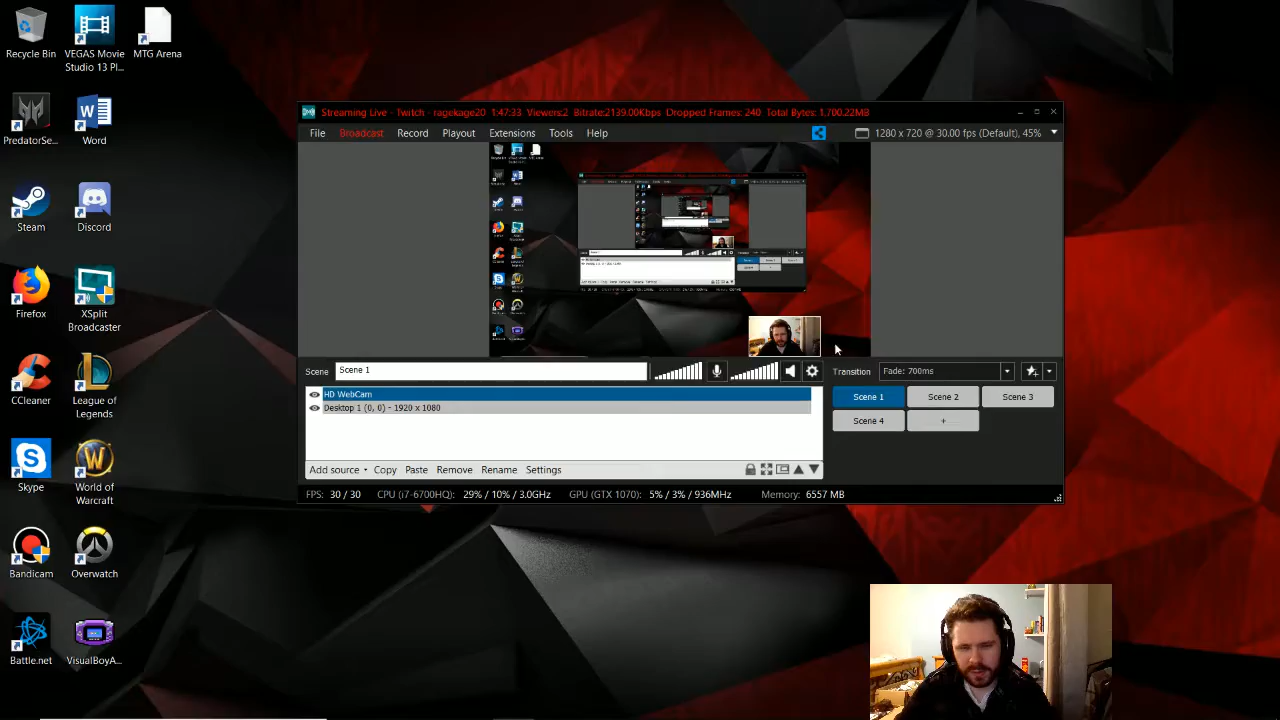 Recycle Bin
VEGAS Movie
Studio 13 Pl...
MTG Arena
PredatorSe...
Word
Steam
Discord
Firefox
XSplit
Broadcaster
CCleaner
League of
Legends
Skype
World of
Warcraft
Bandicam
Overwatch
Battle.net
VisualBoyA...
Streaming Live - Twitch - ragekage20 1:47:33 Viewers:2 Bitrate:2139.00Kbps Dropped Frames: 240 Total Bytes: 1,700.22MB
File Broadcast Record Playout Extensions Tools Help 1280 x 720 @ 30.00 fps (Default), 45%
Scene Scene 1 Transition Fade: 700ms
HD WebCam
Desktop 1 (0, 0) - 1920 x 1080
Scene 1 Scene 2 Scene 3
Scene 4 +
Add source Copy Paste Remove Rename Settings
FPS: 30 / 30 CPU (i7-6700HQ): 29% / 10% / 3.0GHz GPU (GTX 1070): 5% / 3% / 936MHz Memory: 6557 MB